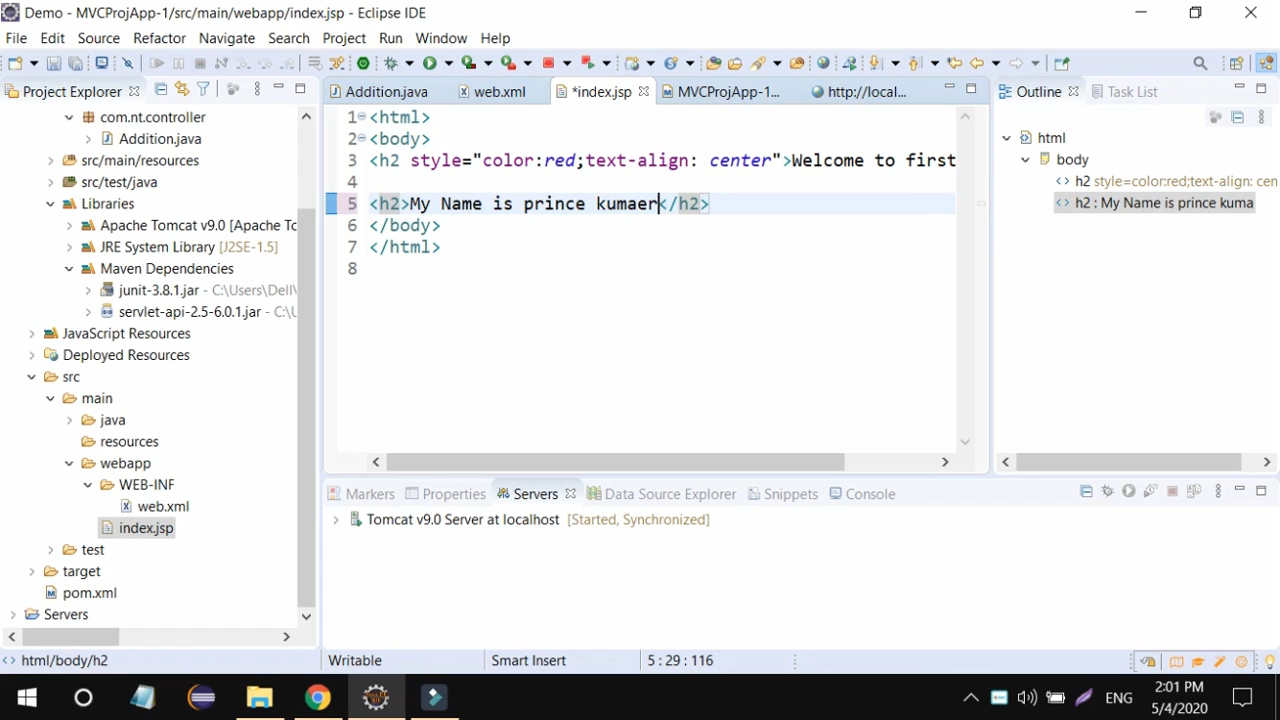 Demo - MVCProjApp-1/src/main/webapp/index.jsp - Eclipse IDE
File Edit Source Refactor Navigate Search Project Run Window Help
Project Explorer
com.nt.controller
Addition.java
src/main/resources
src/test/java
Libraries
Apache Tomcat v9.0 [Apache Tc
JRE System Library [J2SE-1.5]
Maven Dependencies
junit-3.8.1.jar - C:\Users\Dell\
servlet-api-2.5-6.0.1.jar - C:\U
JavaScript Resources
Deployed Resources
src
main
java
resources
webapp
WEB-INF
web.xml
index.jsp
test
target
pom.xml
Servers
Addition.java web.xml *index.jsp MVCProjApp-1... http://local...
1 <html>
2 <body>
3 <h2 style="color:red;text-align: center">Welcome to first
4
5 <h2>My Name is prince kumaer</h2>
6 </body>
7 </html>
8
Outline Task List
html
body
h2 style=color:red;text-align: cen
h2 : My Name is prince kuma
Markers Properties Servers Data Source Explorer Snippets Console
Tomcat v9.0 Server at localhost [Started, Synchronized]
html/body/h2 Writable Smart Insert 5 : 29 : 116
ENG
2:01 PM
5/4/2020